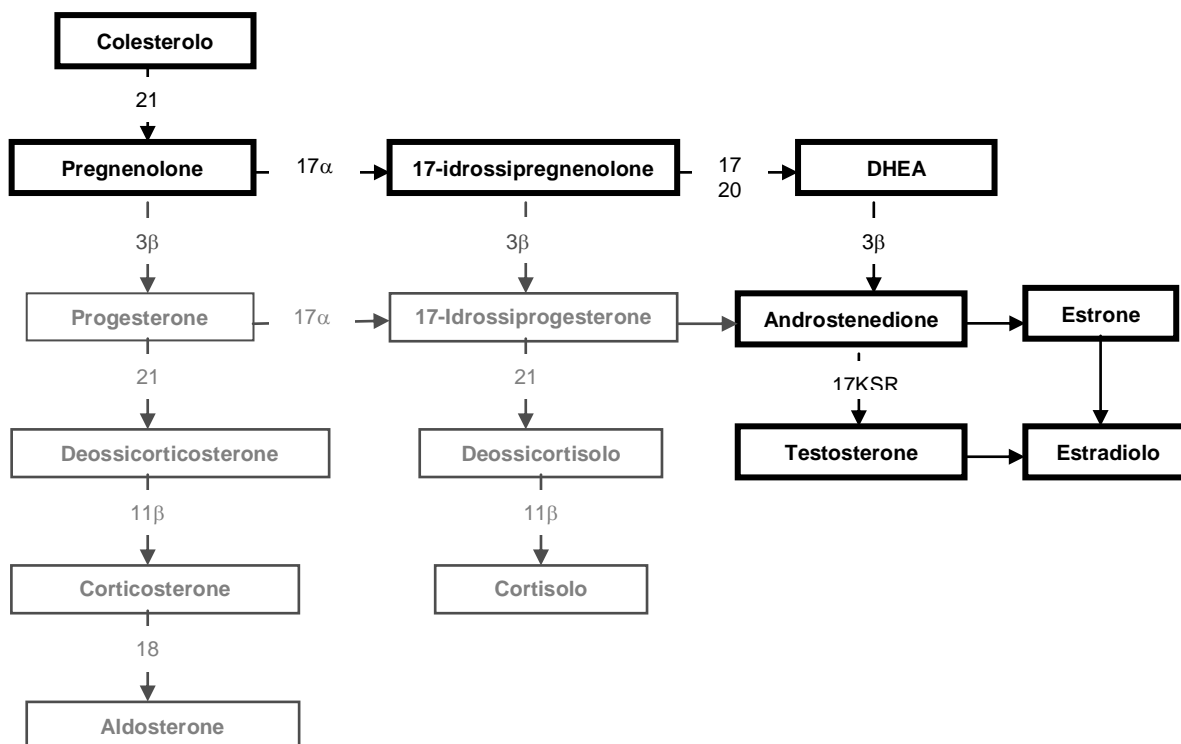 Colesterolo
21
Pregnenolone
17α
17-idrossipregnenolone
17
20
DHEA
3β
3β
3β
Progesterone
17α
17-Idrossiprogesterone
Androstenedione
Estrone
21
21
17KSR
Deossicorticosterone
Deossicortisolo
Testosterone
Estradiolo
11β
11β
Corticosterone
Cortisolo
18
Aldosterone